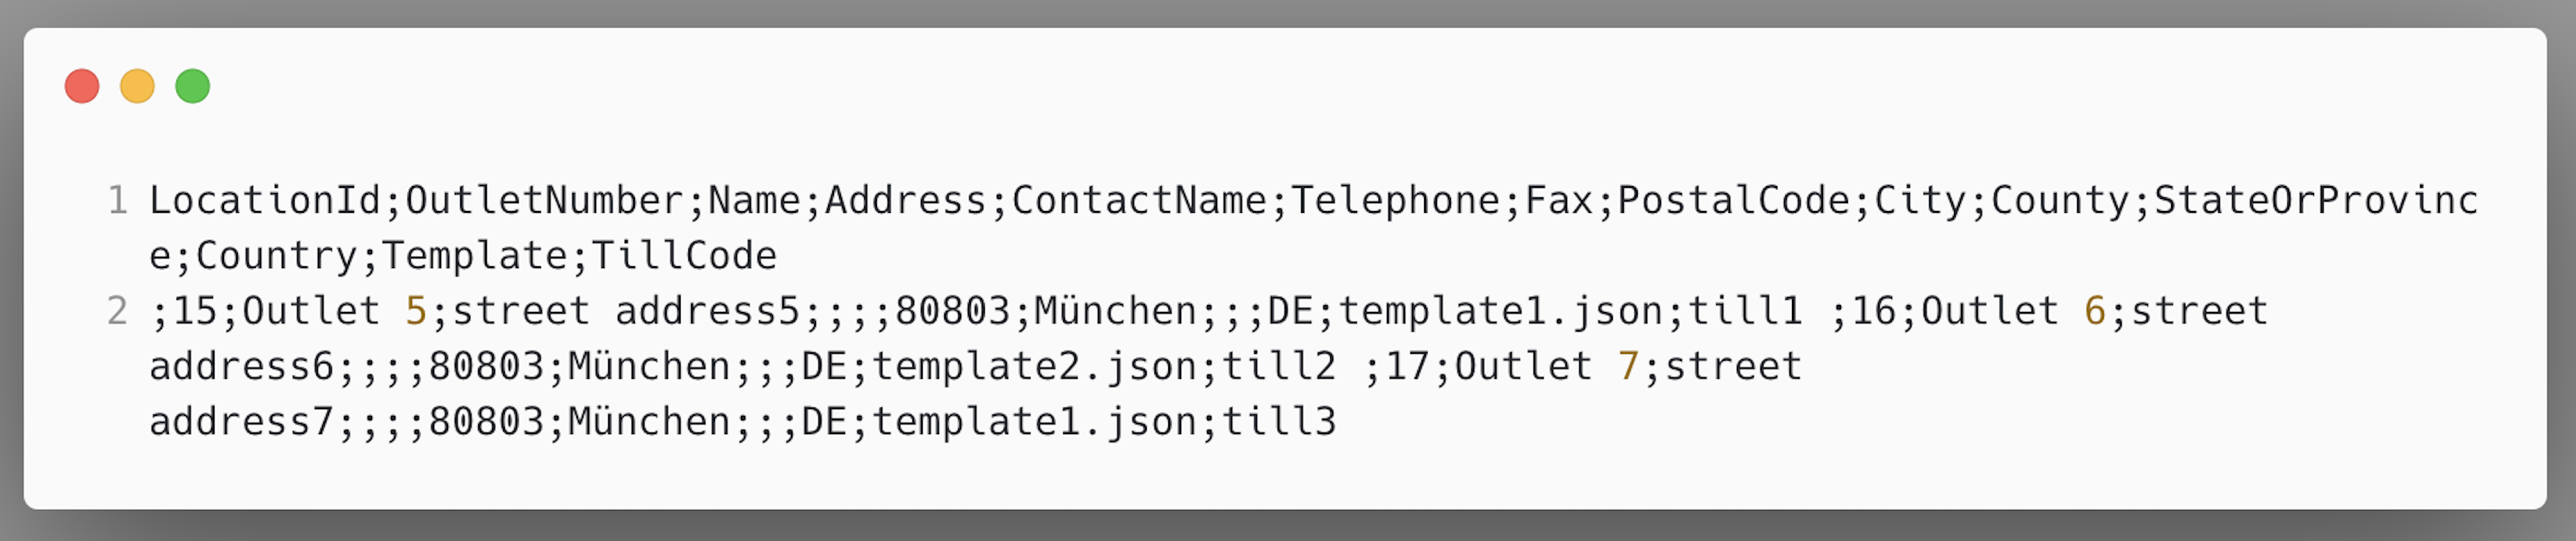 1 LocationId;OutletNumber;Name;Address;ContactName;Telephone;Fax;PostalCode;City;County;StateOrProvinc
e;Country;Template;TillCode
2 ;15;Outlet 5;street address5;;;;80803;München;;;DE;template1.json;till1 ;16;Outlet 6;street
address6;;;;80803;München;;;DE;template2.json;till2 ;17;Outlet 7;street
address7;;;;80803;München;;;DE;template1.json;till3